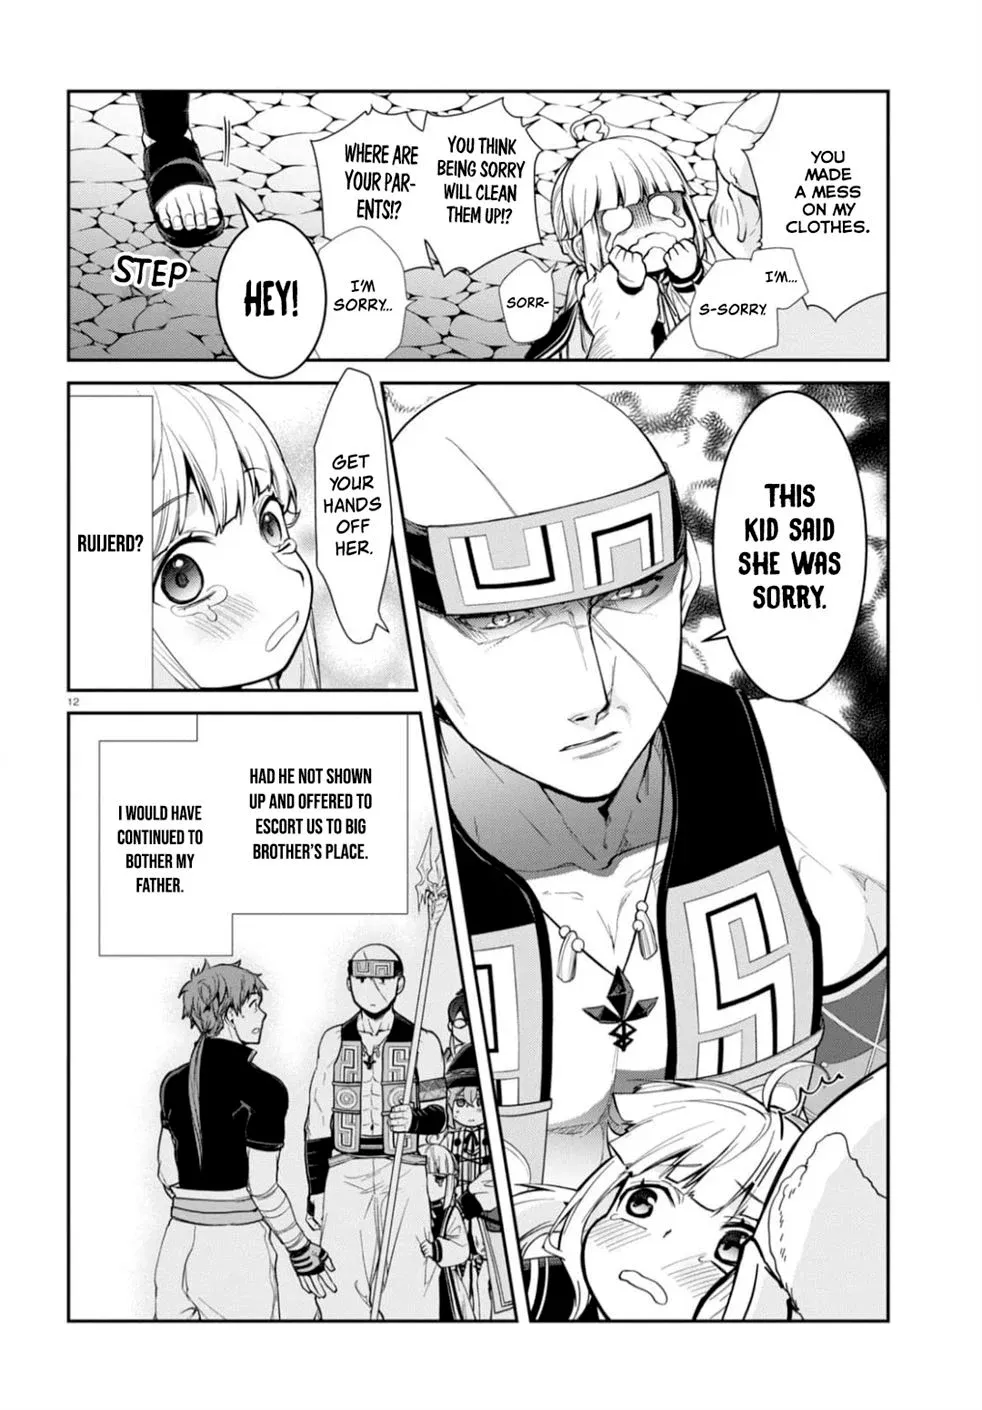 YOU
MADE
A MESS
ON MY
CLOTHES.
I'M...
S-SORRY.
YOU THINK
BEING SORRY
WILL CLEAN
THEM UP!?
WHERE ARE
YOUR PAR-
ENTS!?
SORR-
I'M
SORRY...
HEY!
STEP
THIS
KID SAID
SHE WAS
SORRY.
GET
YOUR
HANDS
OFF
HER.
RUIJERD?
12
HAD HE NOT SHOWN
UP AND OFFERED TO
ESCORT US TO BIG
BROTHER'S PLACE.
I WOULD HAVE
CONTINUED TO
BOTHER MY
FATHER.